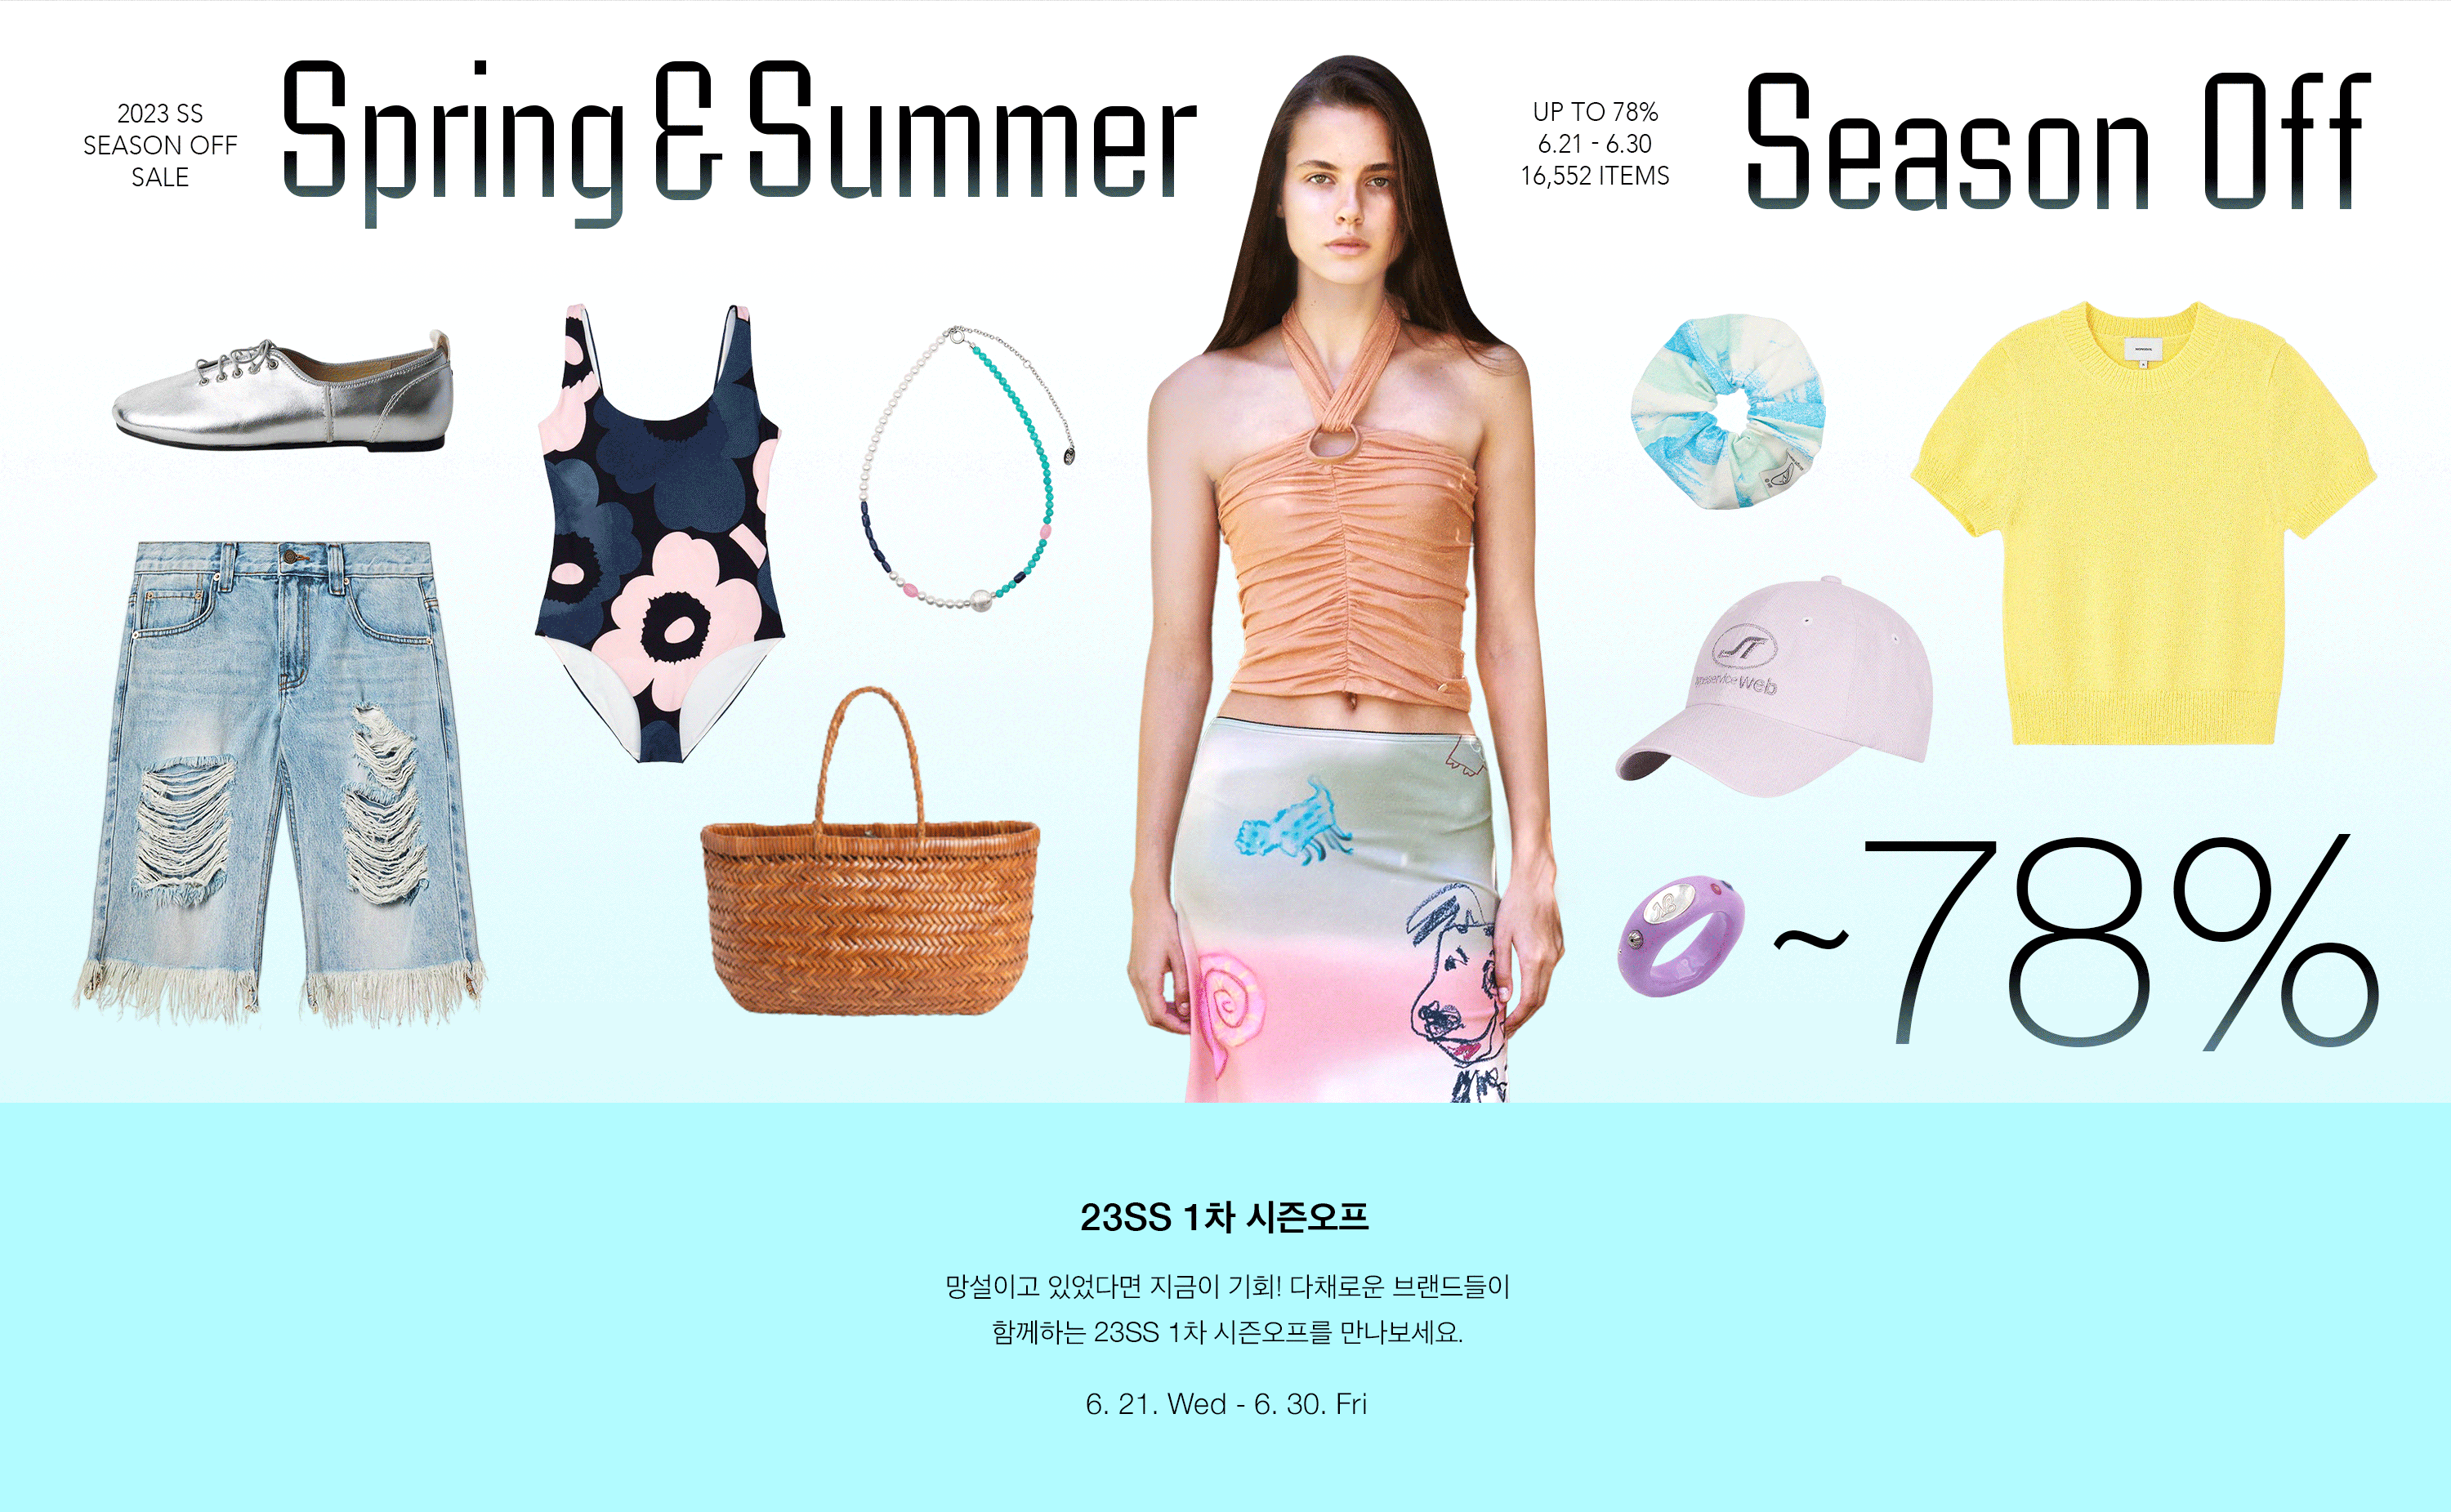 2023 SS
SEASON OFF
SALE
Spring & Summer
UP TO 78%
6.21 - 6.30
16,552 ITEMS
Season Off
web
~78%
23SS 1차 시즌오프
망설이고 있었다면 지금이 기회! 다채로운 브랜드들이
함께하는 23SS 1차 시즌오프를 만나보세요.
6. 21. Wed - 6. 30. Fri